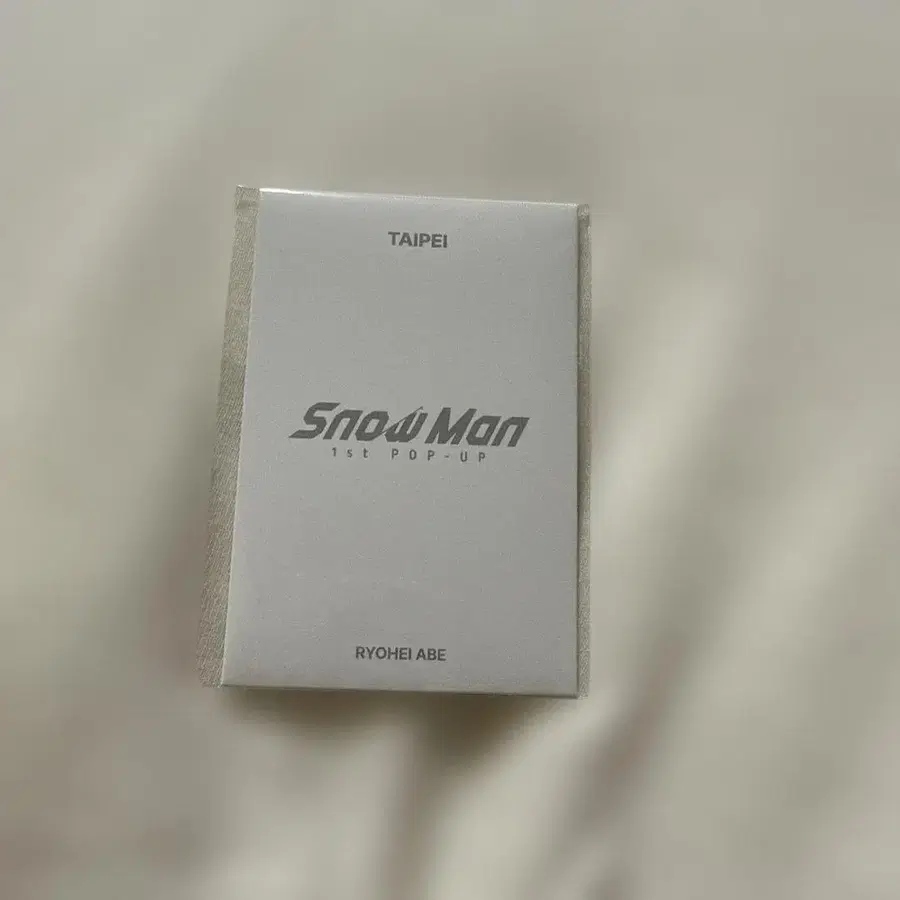 TAIPEI
Snow Man
1st POP-UP
RYOHEI ABE